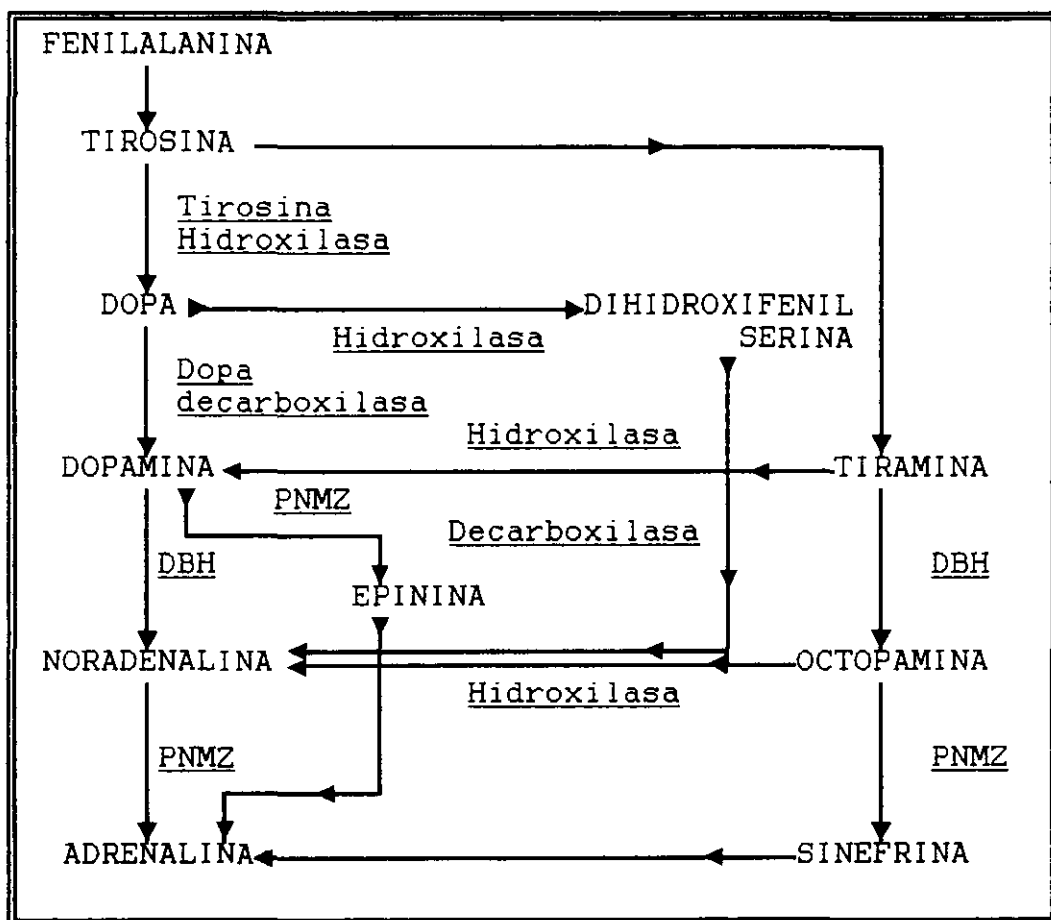 FENILALANINA
TIROSINA
Tirosina
Hidroxilasa
DOPA
DIHIDROXIFENIL
SERINA
Hidroxilasa
Dopa
decarboxilasa
Hidroxilasa
DOPAMINA
TIRAMINA
PNMZ
Decarboxilasa
DBH
DBH
EPININA
NORADENALINA
OCTOPAMINA
Hidroxilasa
PNMZ
PNMZ
ADRENALINA
SINEFRINA